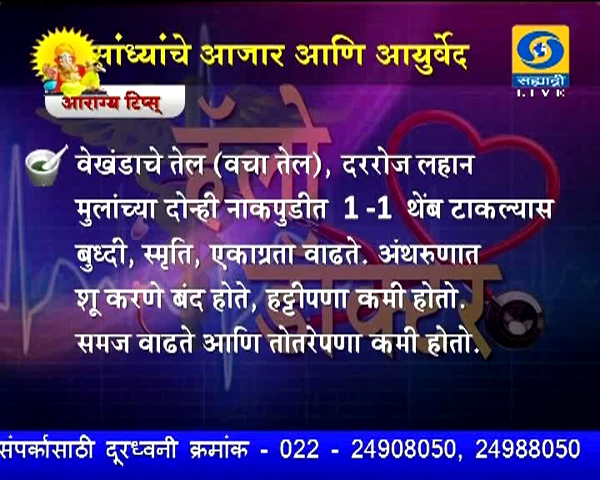 सांध्यांचे आजार आणि आयुर्वेद
सह्याद्री
LIVE
आरोग्य टिप्स्
हॅलो
डॉक्टर
वेखंडाचे तेल (वचा तेल), दररोज लहान
मुलांच्या दोन्ही नाकपुडीत 1 -1 थेंब टाकल्यास
बुध्दी, स्मृति, एकाग्रता वाढते. अंथरुणात
शू करणे बंद होते, हट्टीपणा कमी होतो.
समज वाढते आणि तोतरेपणा कमी होतो.
संपर्कासाठी दूरध्वनी क्रमांक - 022 - 24908050, 24988050